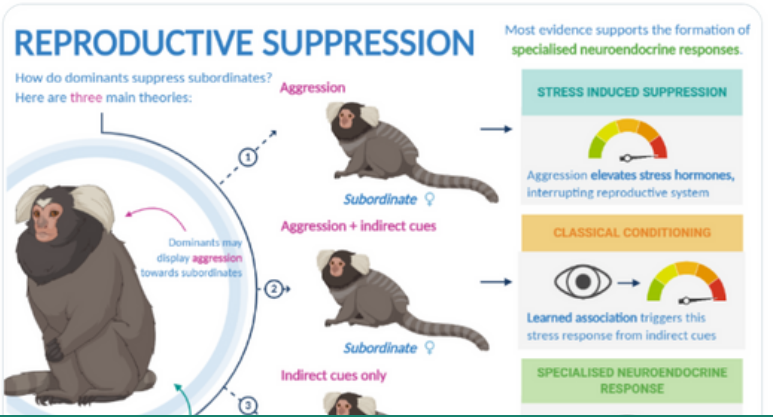 REPRODUCTIVE SUPPRESSION
How do dominants suppress subordinates?
Here are three main theories:
Most evidence supports the formation of
specialised neuroendocrine responses.
Dominants may
display aggression
towards subordinates
1
Aggression
Subordinate ♀
STRESS INDUCED SUPPRESSION
Aggression elevates stress hormones,
interrupting reproductive system
2
Aggression + indirect cues
Subordinate ♀
CLASSICAL CONDITIONING
Learned association triggers this
stress response from indirect cues
3
Indirect cues only
SPECIALISED NEUROENDOCRINE
RESPONSE